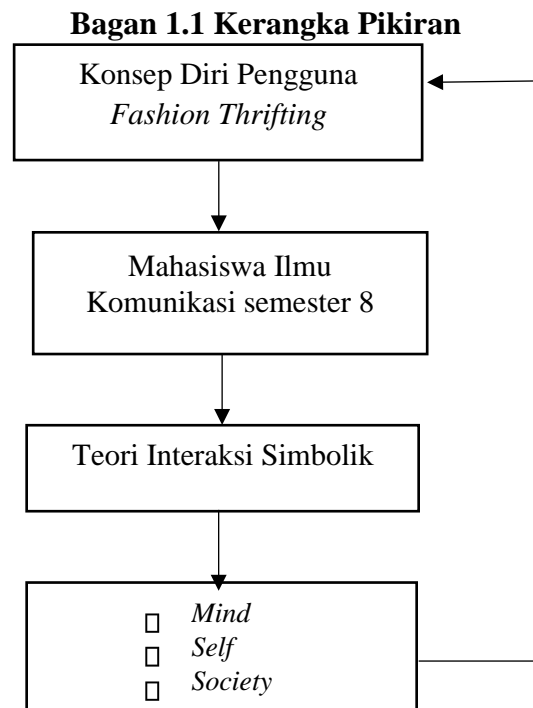 Bagan 1.1 Kerangka Pikiran
Konsep Diri Pengguna
Fashion Thrifting
Mahasiswa Ilmu
Komunikasi semester 8
Teori Interaksi Simbolik
Mind
Self
Society